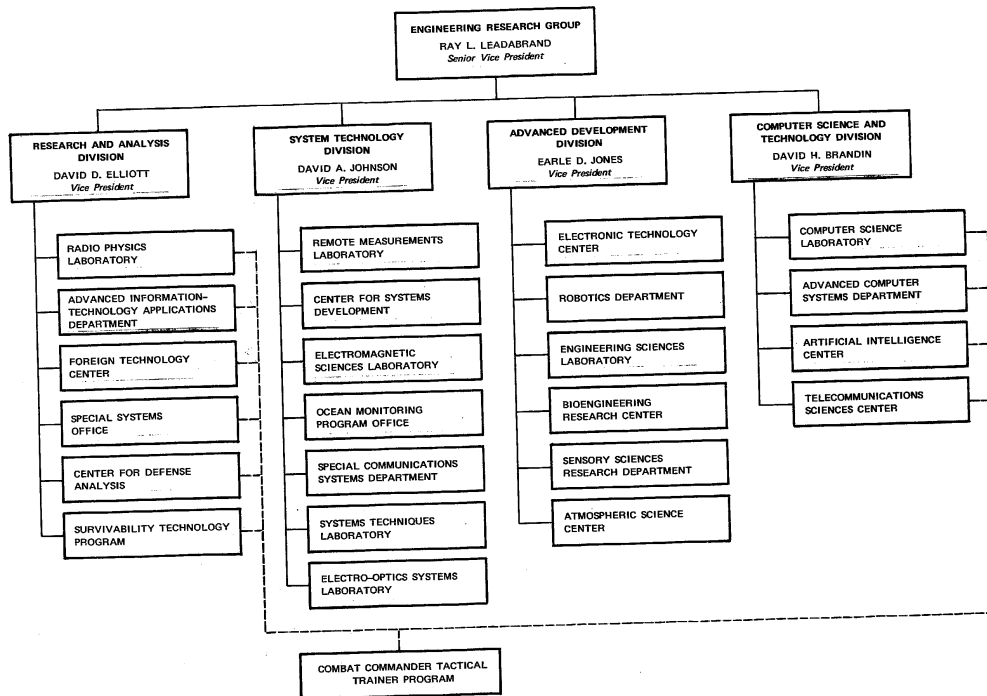 ENGINEERING RESEARCH GROUP
RAY L. LEADABRAND
Senior Vice President
RESEARCH AND ANALYSIS
DIVISION
DAVID D. ELLIOTT
Vice President
SYSTEM TECHNOLOGY
DIVISION
DAVID A. JOHNSON
Vice President
ADVANCED DEVELOPMENT
DIVISION
EARLE D. JONES
Vice President
COMPUTER SCIENCE AND
TECHNOLOGY DIVISION
DAVID H. BRANDIN
Vice President
RADIO PHYSICS
LABORATORY
ADVANCED INFORMATION-
TECHNOLOGY APPLICATIONS
DEPARTMENT
FOREIGN TECHNOLOGY
CENTER
SPECIAL SYSTEMS
OFFICE
CENTER FOR DEFENSE
ANALYSIS
SURVIVABILITY TECHNOLOGY
PROGRAM
REMOTE MEASUREMENTS
LABORATORY
CENTER FOR SYSTEMS
DEVELOPMENT
ELECTROMAGNETIC
SCIENCES LABORATORY
OCEAN MONITORING
PROGRAM OFFICE
SPECIAL COMMUNICATIONS
SYSTEMS DEPARTMENT
SYSTEMS TECHNIQUES
LABORATORY
ELECTRO-OPTICS SYSTEMS
LABORATORY
ELECTRONIC TECHNOLOGY
CENTER
ROBOTICS DEPARTMENT
ENGINEERING SCIENCES
LABORATORY
BIOENGINEERING
RESEARCH CENTER
SENSORY SCIENCES
RESEARCH DEPARTMENT
ATMOSPHERIC SCIENCE
CENTER
COMPUTER SCIENCE
LABORATORY
ADVANCED COMPUTER
SYSTEMS DEPARTMENT
ARTIFICIAL INTELLIGENCE
CENTER
TELECOMMUNICATIONS
SCIENCES CENTER
COMBAT COMMANDER TACTICAL
TRAINER PROGRAM